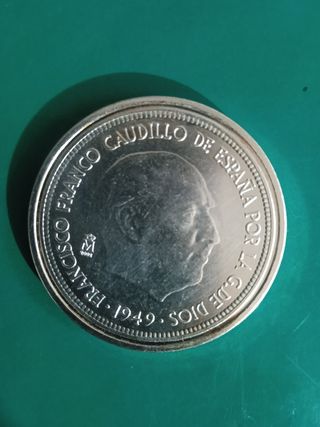 · FRANCISCO FRANCO CAUDILLO DE ESPAÑA POR LA G. DE DIOS ·
1949